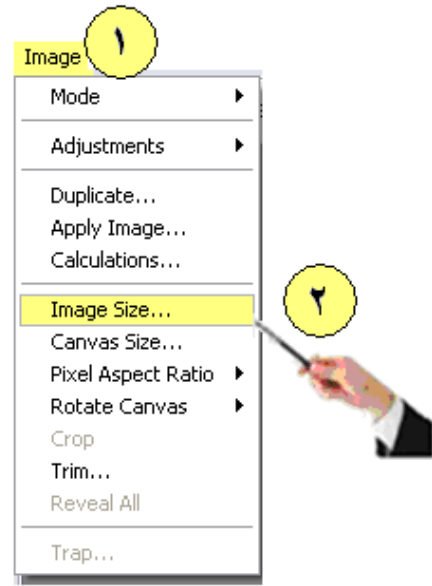 Image
١
Mode
Adjustments
Duplicate...
Apply Image...
Calculations...
Image Size...
٢
Canvas Size...
Pixel Aspect Ratio
Rotate Canvas
Crop
Trim...
Reveal All
Trap...